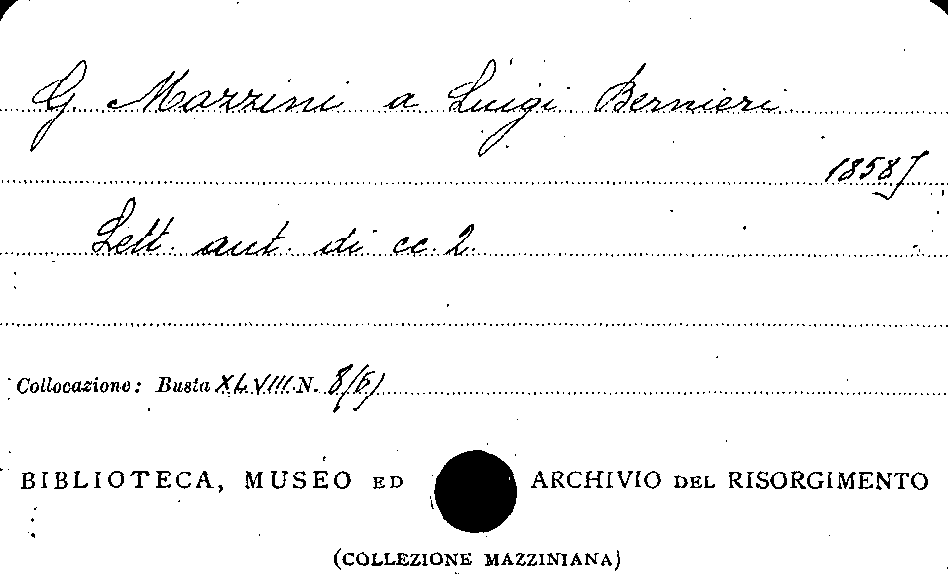 G. Mazzini a Luigi Bernieri
1858]
Lett. aut. di cc. 2.
Collocazione: Busta XLVIII N. 8(6)
BIBLIOTECA, MUSEO ED ARCHIVIO DEL RISORGIMENTO
(COLLEZIONE MAZZINIANA)